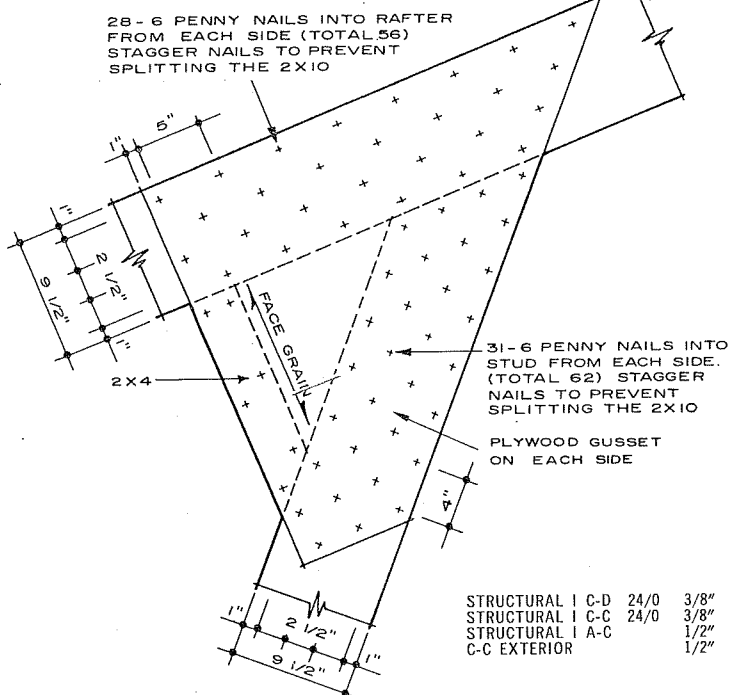 28-6 PENNY NAILS INTO RAFTER
FROM EACH SIDE (TOTAL 56)
STAGGER NAILS TO PREVENT
SPLITTING THE 2X10
1"
5"
1"
2 1/2"
9 1/2"
1"
FACE GRAIN
2X4
31-6 PENNY NAILS INTO
STUD FROM EACH SIDE.
(TOTAL 62) STAGGER
NAILS TO PREVENT
SPLITTING THE 2X10
PLYWOOD GUSSET
ON EACH SIDE
4"
1"
2 1/2"
1"
9 1/2"
STRUCTURAL I C-D 24/0 3/8"
STRUCTURAL I C-C 24/0 3/8"
STRUCTURAL I A-C 1/2"
C-C EXTERIOR 1/2"